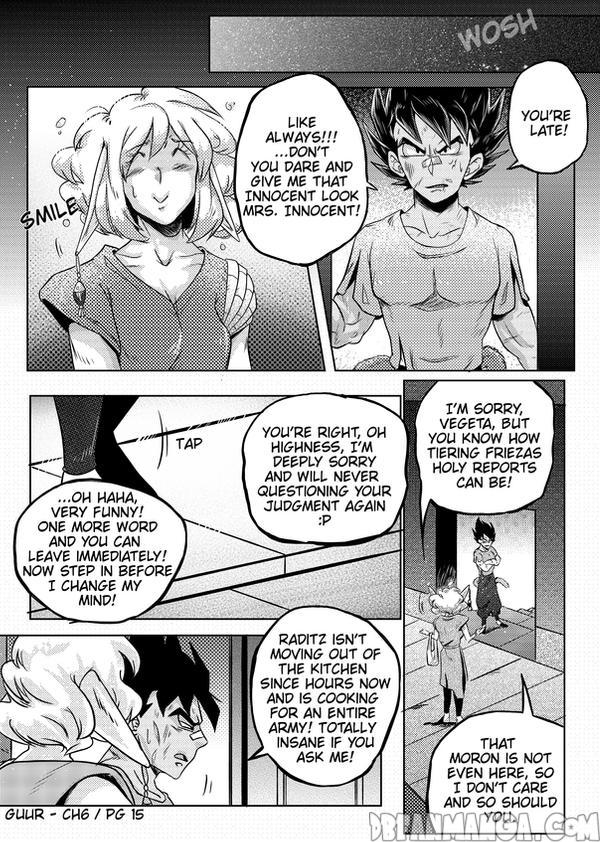 WOSH
LIKE
ALWAYS!!!
...DON'T
YOU DARE AND
GIVE ME THAT
INNOCENT LOOK
MRS. INNOCENT!
YOU'RE
LATE!
SMILE
I'M SORRY,
VEGETA, BUT
YOU KNOW HOW
TIERING FRIEZAS
HOLY REPORTS
CAN BE!
THAT
MORON IS NOT
EVEN HERE, SO
I DON'T CARE
AND SO SHOULD
YOU.
YOU'RE RIGHT, OH
HIGHNESS, I'M
DEEPLY SORRY
AND WILL NEVER
QUESTIONING YOUR
JUDGMENT AGAIN
:P
TAP
...OH HAHA,
VERY FUNNY!
ONE MORE WORD
AND YOU CAN
LEAVE IMMEDIATELY!
NOW STEP IN BEFORE
I CHANGE MY
MIND!
RADITZ ISN'T
MOVING OUT OF
THE KITCHEN
SINCE HOURS NOW
AND IS COOKING
FOR AN ENTIRE
ARMY! TOTALLY
INSANE IF YOU
ASK ME!
GUUR - CH6 / PG 15
DBFANMANGA.COM